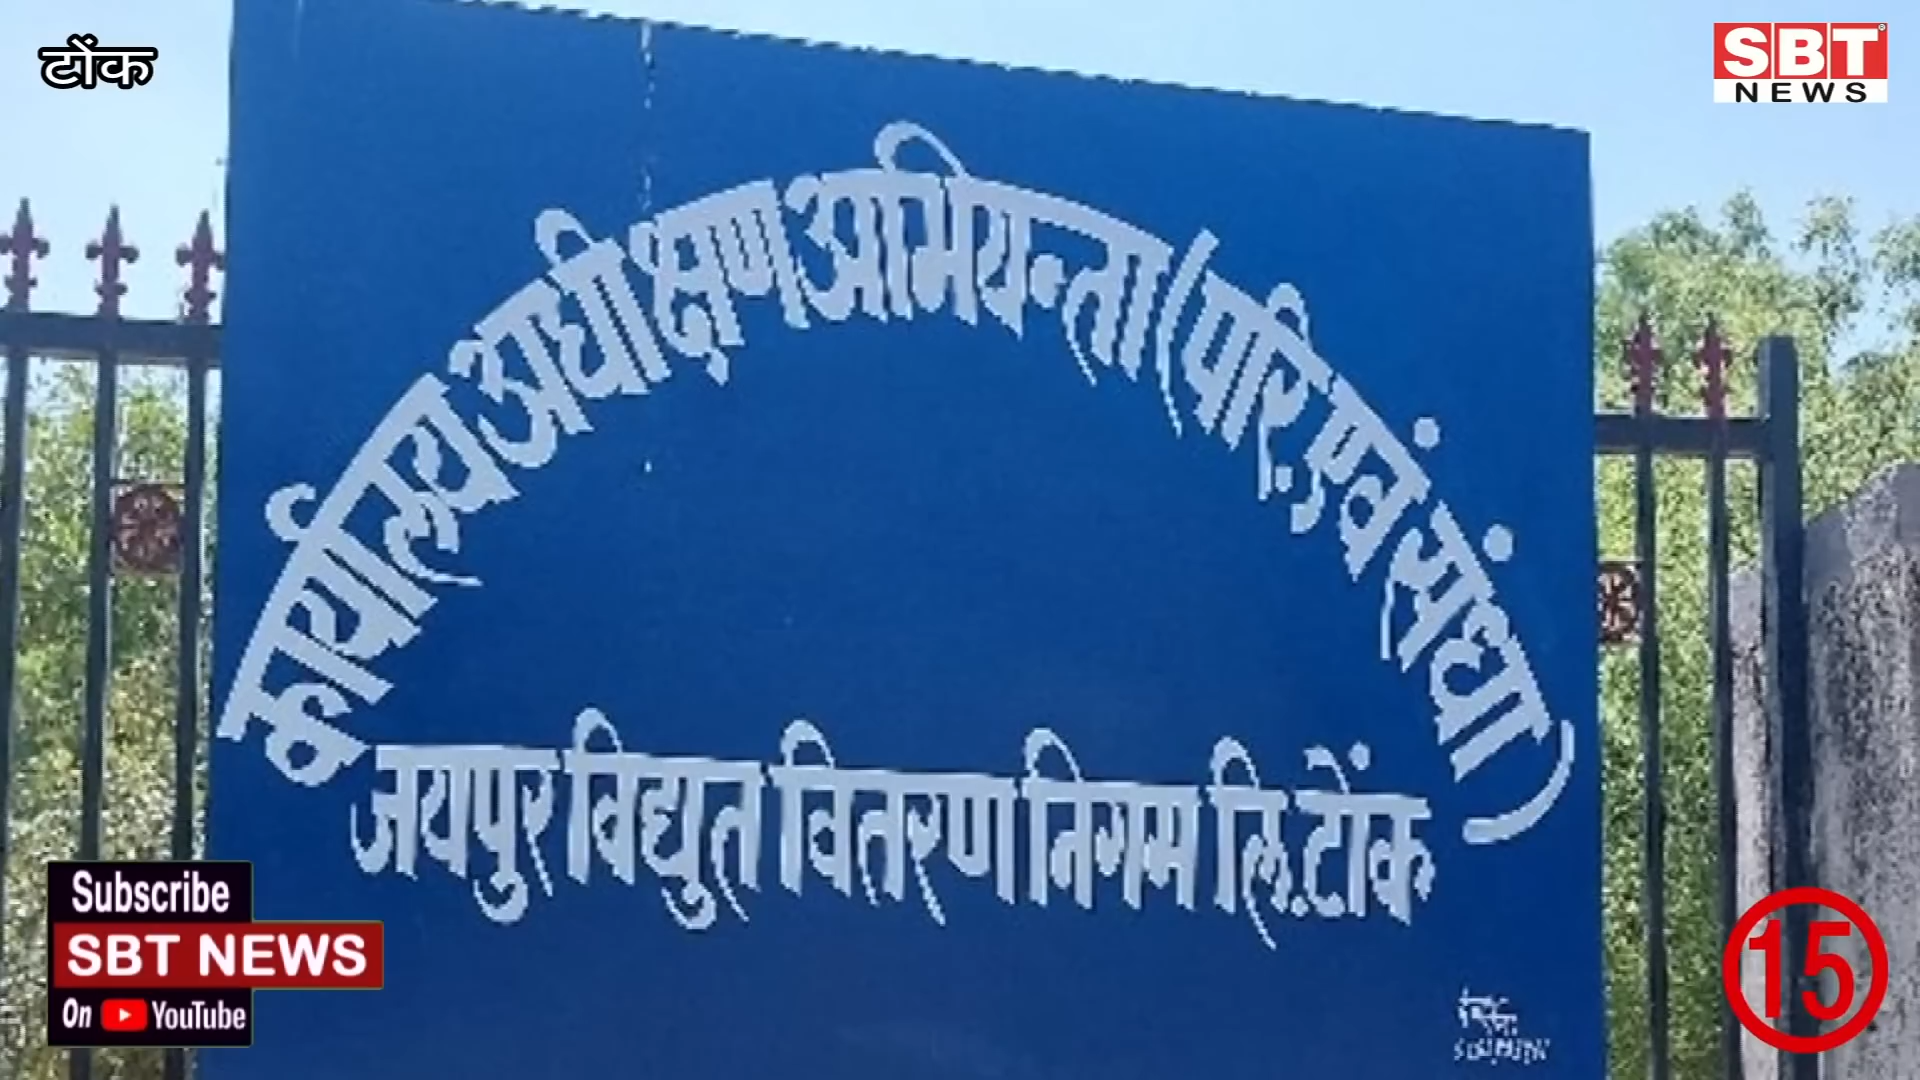 टोंक
SBT
NEWS
कार्यालय अधीक्षण अभियन्ता (परि. एवं संधा)
जयपुर विद्युत वितरण निगम लि. टोंक
Subscribe
SBT NEWS
On YouTube
15